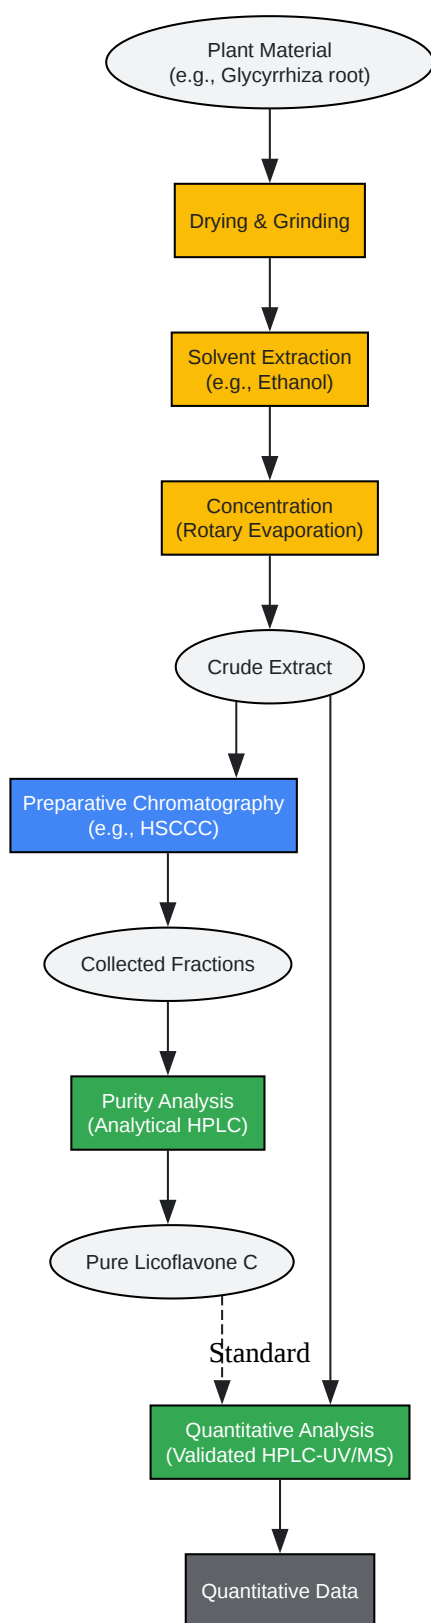 Plant Material
(e.g., Glycyrrhiza root)
Drying & Grinding
Solvent Extraction
(e.g., Ethanol)
Concentration
(Rotary Evaporation)
Crude Extract
Preparative Chromatography
(e.g., HSCCC)
Collected Fractions
Purity Analysis
(Analytical HPLC)
Pure Licoflavone C
Standard
Quantitative Analysis
(Validated HPLC-UV/MS)
Quantitative Data